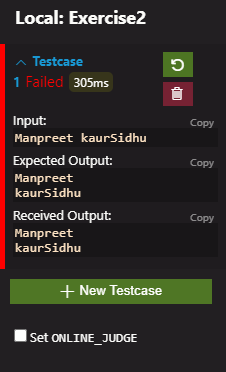 Local: Exercise2
Testcase
1 Failed 305ms
Input:
Copy
Manpreet kaurSidhu
Expected Output:
Copy
Manpreet
kaurSidhu
Received Output:
Copy
Manpreet
kaurSidhu
+ New Testcase
Set ONLINE_JUDGE